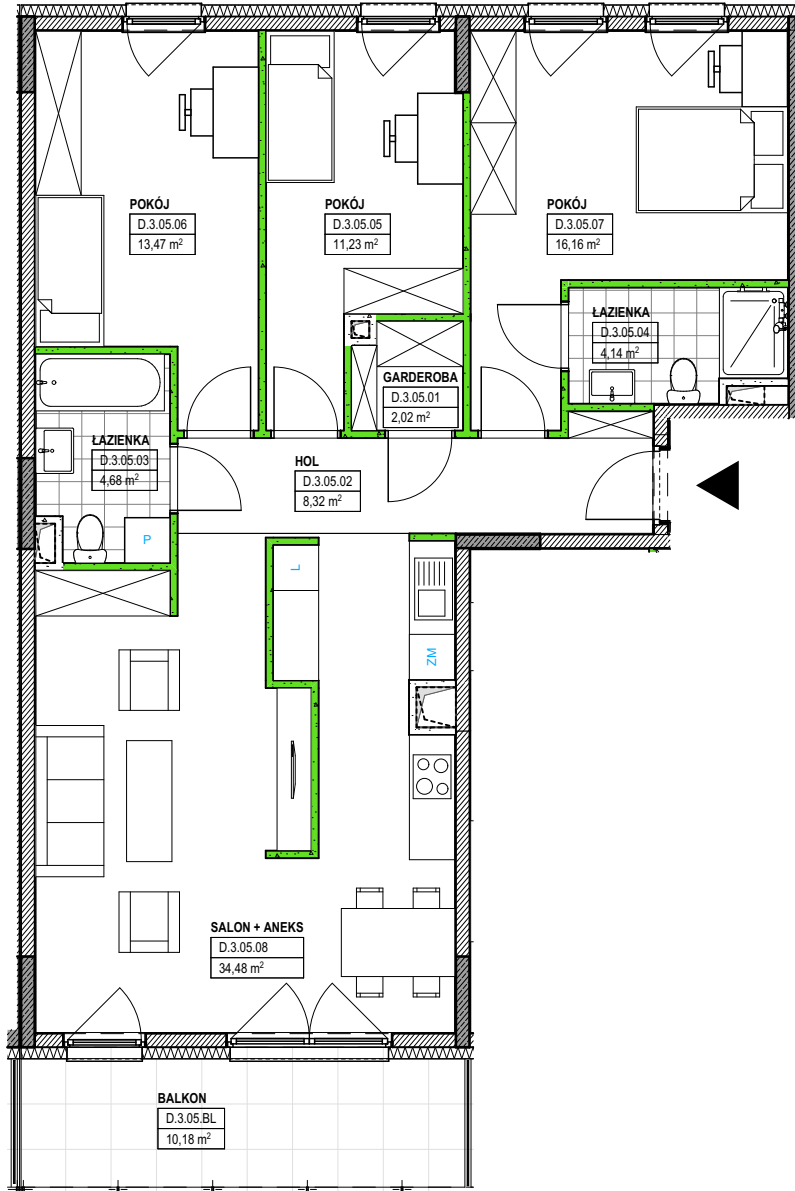 POKÓJ
D.3.05.06
13,47 m²
POKÓJ
D.3.05.05
11,23 m²
POKÓJ
D.3.05.07
16,16 m²
ŁAZIENKA
D.3.05.04
4,14 m²
GARDEROBA
D.3.05.01
2,02 m²
ŁAZIENKA
D.3.05.03
4,68 m²
HOL
D.3.05.02
8,32 m²
P
L
ZM
SALON + ANEKS
D.3.05.08
34,48 m²
BALKON
D.3.05.BL
10,18 m²